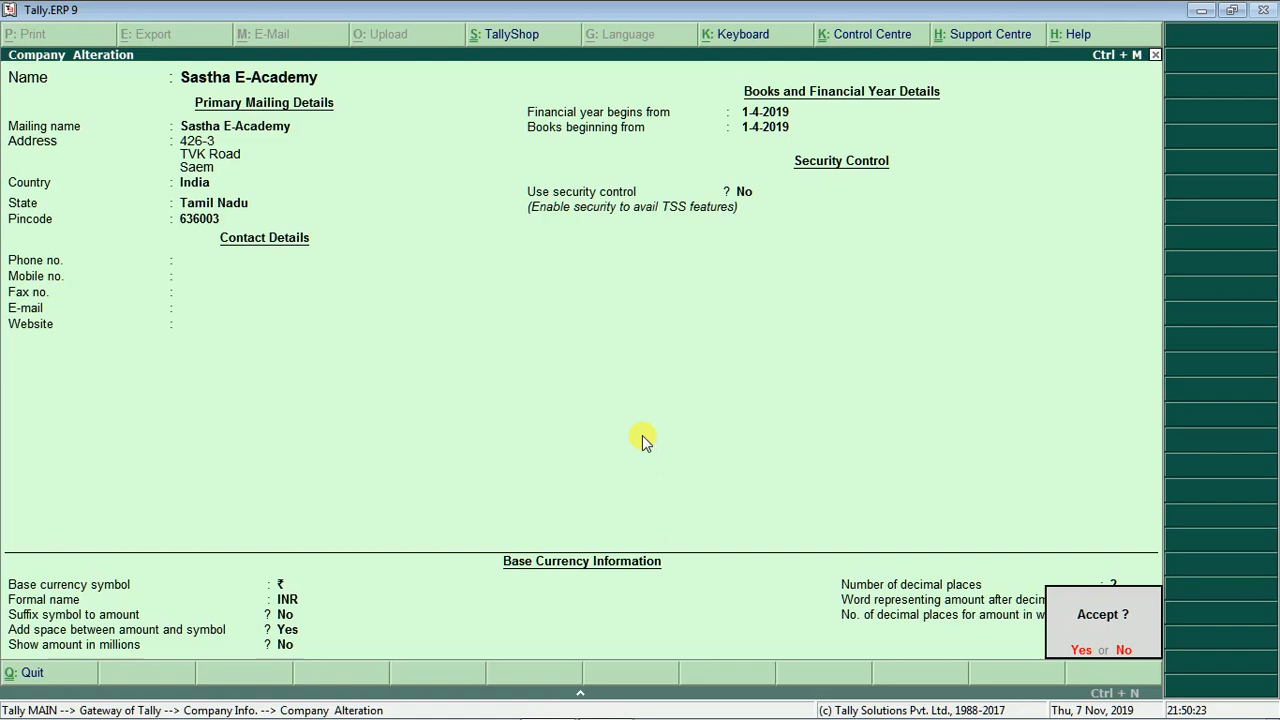 Tally.ERP 9
P: Print E: Export M: E-Mail O: Upload S: TallyShop G: Language K: Keyboard K: Control Centre H: Support Centre H: Help
Company Alteration Ctrl + M
Name : Sastha E-Academy
Primary Mailing Details
Mailing name : Sastha E-Academy
Address : 426-3
TVK Road
Saem
Country : India
State : Tamil Nadu
Pincode : 636003
Contact Details
Phone no. :
Mobile no. :
Fax no. :
E-mail :
Website :
Books and Financial Year Details
Financial year begins from : 1-4-2019
Books beginning from : 1-4-2019
Security Control
Use security control ? No
(Enable security to avail TSS features)
Base Currency Information
Base currency symbol : ₹
Formal name : INR
Suffix symbol to amount ? No
Add space between amount and symbol ? Yes
Show amount in millions ? No
Number of decimal places :
Word representing amount after
No. of decimal places for amount in
Accept ?
Yes or No
Q: Quit
Ctrl + N
Tally MAIN --> Gateway of Tally --> Company Info. --> Company Alteration (c) Tally Solutions Pvt. Ltd., 1988-2017 Thu, 7 Nov, 2019 21:50:23